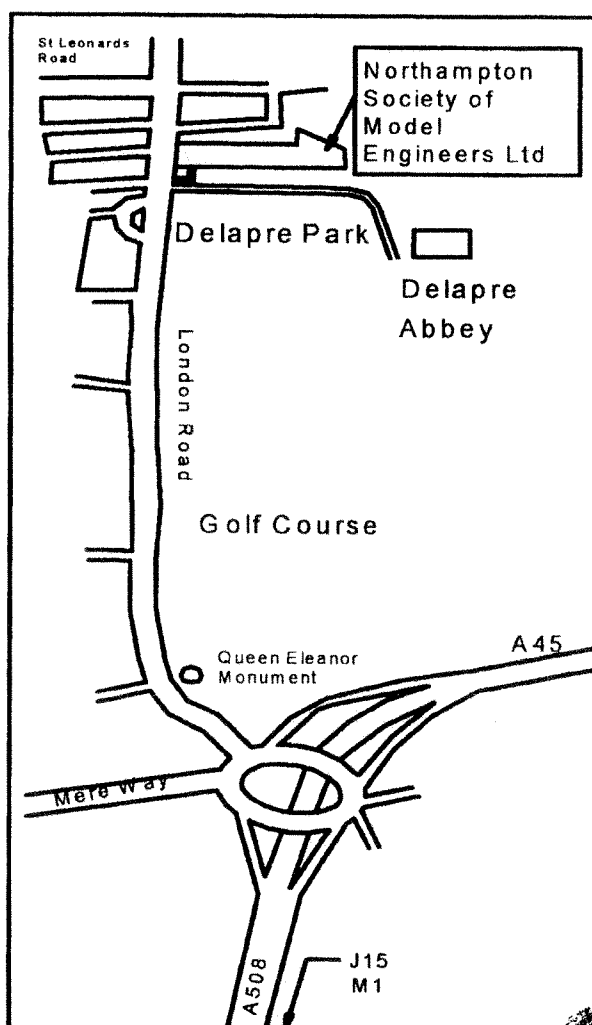 St Leonards
Road
Northampton
Society of
Model
Engineers Ltd
Delapre Park
Delapre
Abbey
London Road
Golf Course
A45
Queen Eleanor
Monument
Mere Way
J15
M1
A508